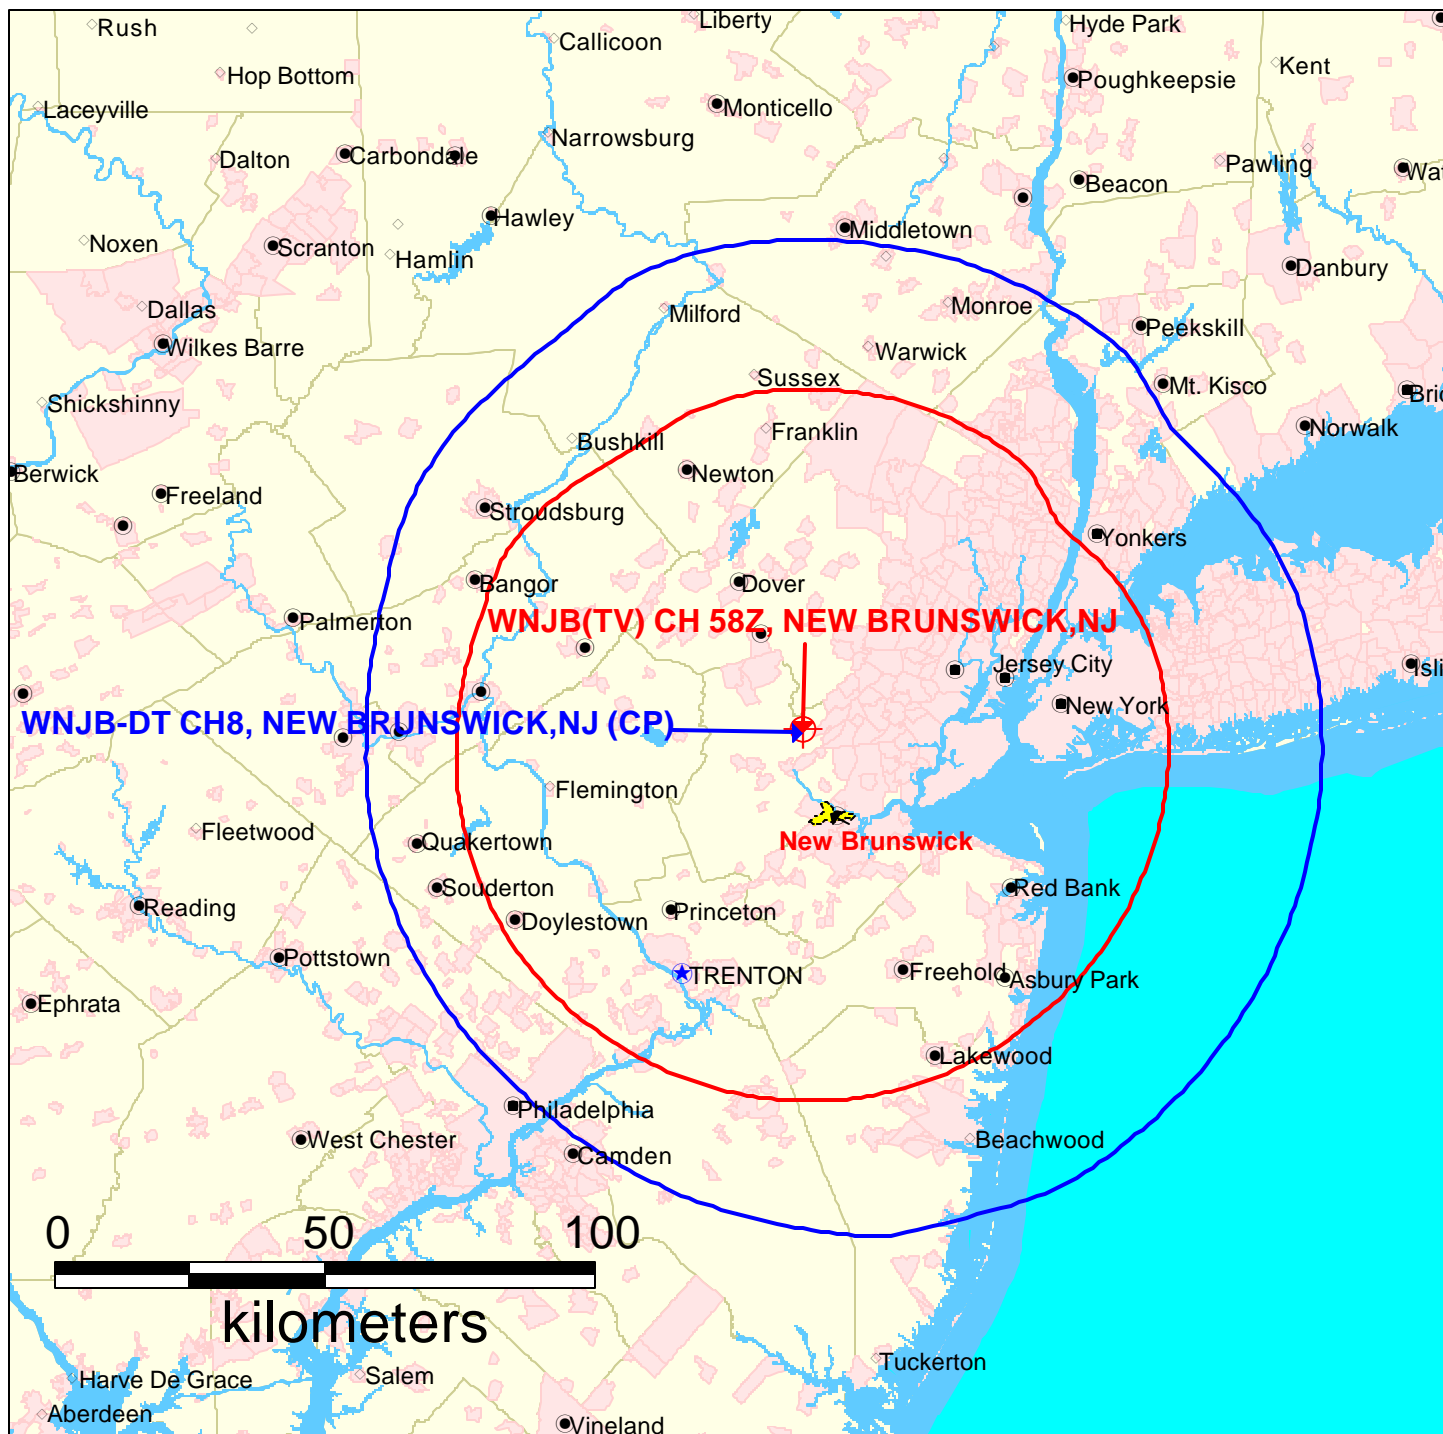 Rush
Liberty
Hyde Park
Callicoon
Hop Bottom
Kent
Poughkeepsie
Monticello
Laceyville
Narrowsburg
Dalton
Carbondale
Pawling
Wat
Beacon
Hawley
Middletown
Noxen
Scranton
Hamlin
Danbury
Dallas
Milford
Monroe
Peekskill
Wilkes Barre
Warwick
Sussex
Mt. Kisco
Bric
Shickshinny
Bushkill
Franklin
Norwalk
Berwick
Newton
Freeland
Stroudsburg
Yonkers
Bangor
Dover
Palmerton
WNJB(TV) CH 58Z, NEW BRUNSWICK,NJ
Jersey City
Isli
New York
WNJB-DT CH8, NEW BRUNSWICK,NJ (CP)
Flemington
Fleetwood
Quakertown
New Brunswick
Souderton
Red Bank
Reading
Doylestown
Princeton
Pottstown
TRENTON
Freehold
Asbury Park
Ephrata
Lakewood
Philadelphia
West Chester
Beachwood
Camden
0 50 100
kilometers
Tuckerton
Harve De Grace
Salem
Aberdeen
Vineland